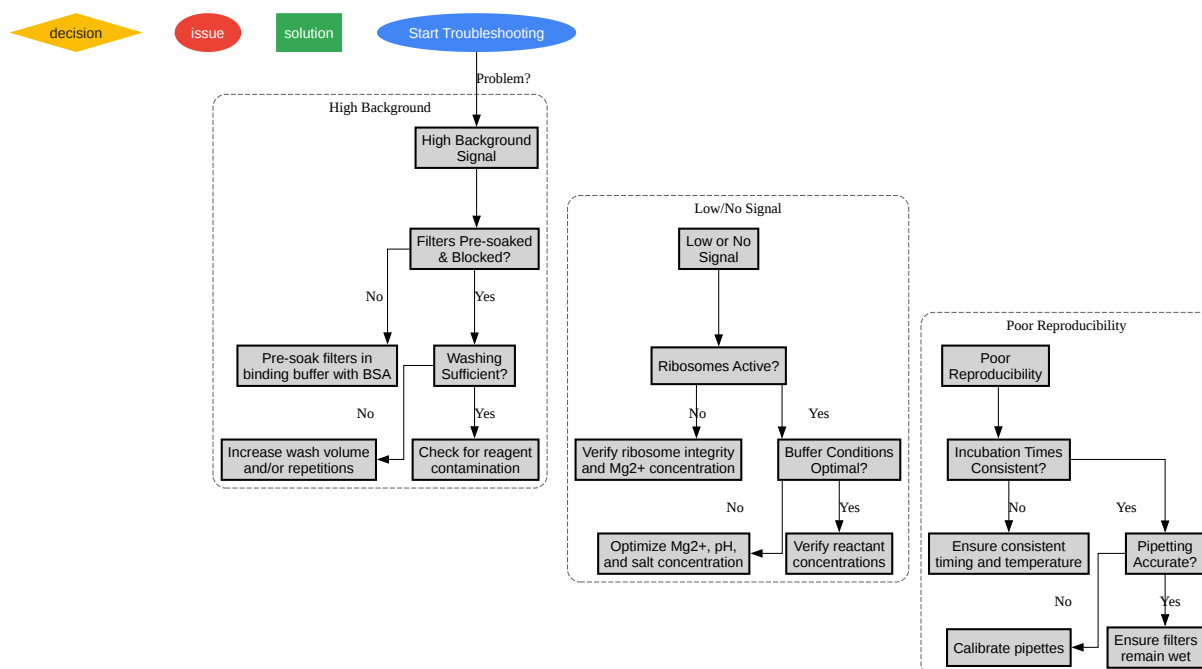 decision
issue
solution
Start Troubleshooting
Problem?
High Background
High Background
Signal
Filters Pre-soaked
& Blocked?
No
Yes
Pre-soak filters in
binding buffer with BSA
Washing
Sufficient?
No
Yes
Increase wash volume
and/or repetitions
Check for reagent
contamination
Low/No Signal
Low or No
Signal
Ribosomes Active?
No
Yes
Verify ribosome integrity
and Mg2+ concentration
Buffer Conditions
Optimal?
No
Yes
Optimize Mg2+, pH,
and salt concentration
Verify reactant
concentrations
Poor Reproducibility
Poor
Reproducibility
Incubation Times
Consistent?
No
Yes
Ensure consistent
timing and temperature
Pipetting
Accurate?
No
Yes
Calibrate pipettes
Ensure filters
remain wet